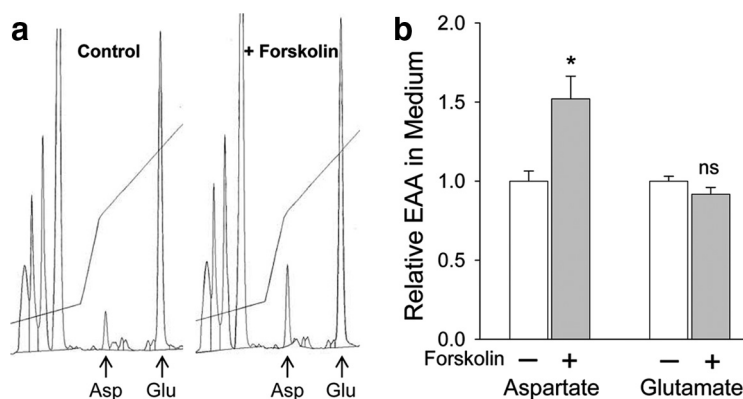 a
Control
+ Forskolin
Asp
Glu
Asp
Glu
b
Relative EAA in Medium
2.0
1.5
1.0
0.5
0.0
*
ns
Forskolin − + − +
Aspartate Glutamate